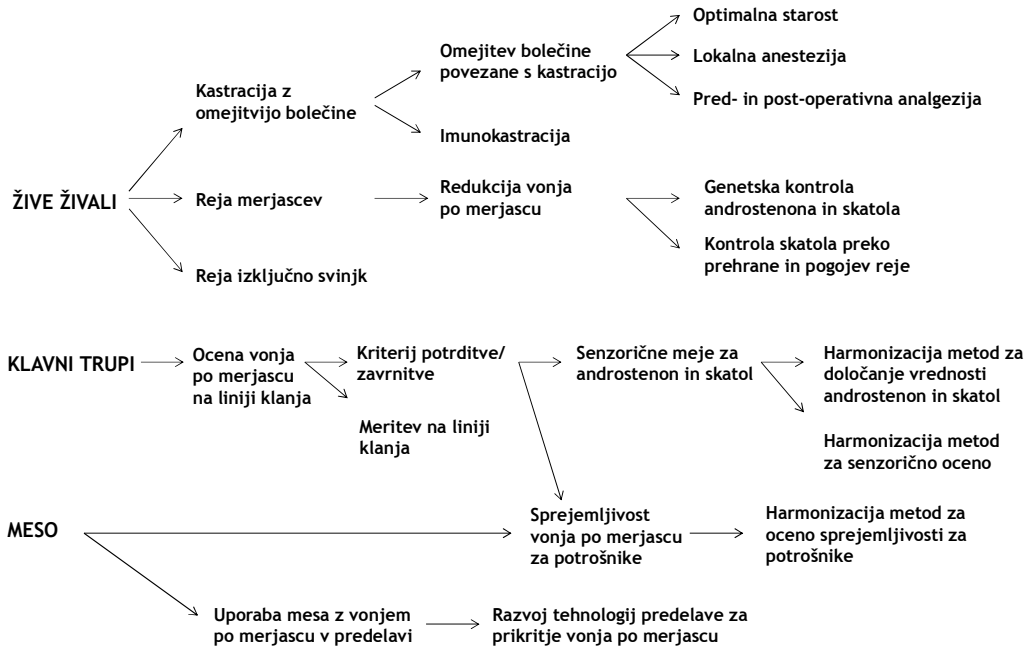 Optimalna starost
Omejitev bolečine
povezane s kastracijo
Lokalna anestezija
Kastracija z
omejitvijo bolečine
Pred- in post-operativna analgezija
Imunokastracija
ŽIVE ŽIVALI
Reja merjascev
Redukcija vonja
po merjascu
Genetska kontrola
androstenona in skatola
Kontrola skatola preko
prehrane in pogojev reje
Reja izključno svinjk
KLAVNI TRUPI
Ocena vonja
po merjascu
na liniji klanja
Kriterij potrditve/
zavrnitve
Senzorične meje za
androstenon in skatol
Harmonizacija metod za
določanje vrednosti
androstenon in skatol
Meritev na liniji
klanja
Harmonizacija metod
za senzorično oceno
MESO
Sprejemljivost
vonja po merjascu
za potrošnike
Harmonizacija metod za
oceno sprejemljivosti za
potrošnike
Uporaba mesa z vonjem
po merjascu v predelavi
Razvoj tehnologij predelave za
prikritje vonja po merjascu